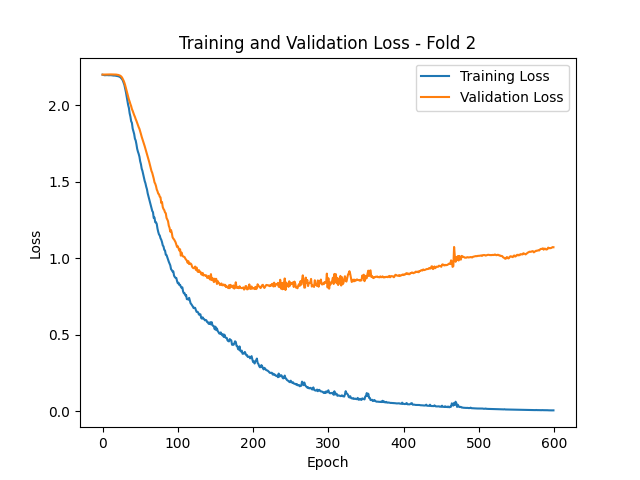 Training and Validation Loss - Fold 2
Training Loss
Validation Loss
2.0
1.5
1.0
0.5
0.0
Loss
0 100 200 300 400 500 600
Epoch